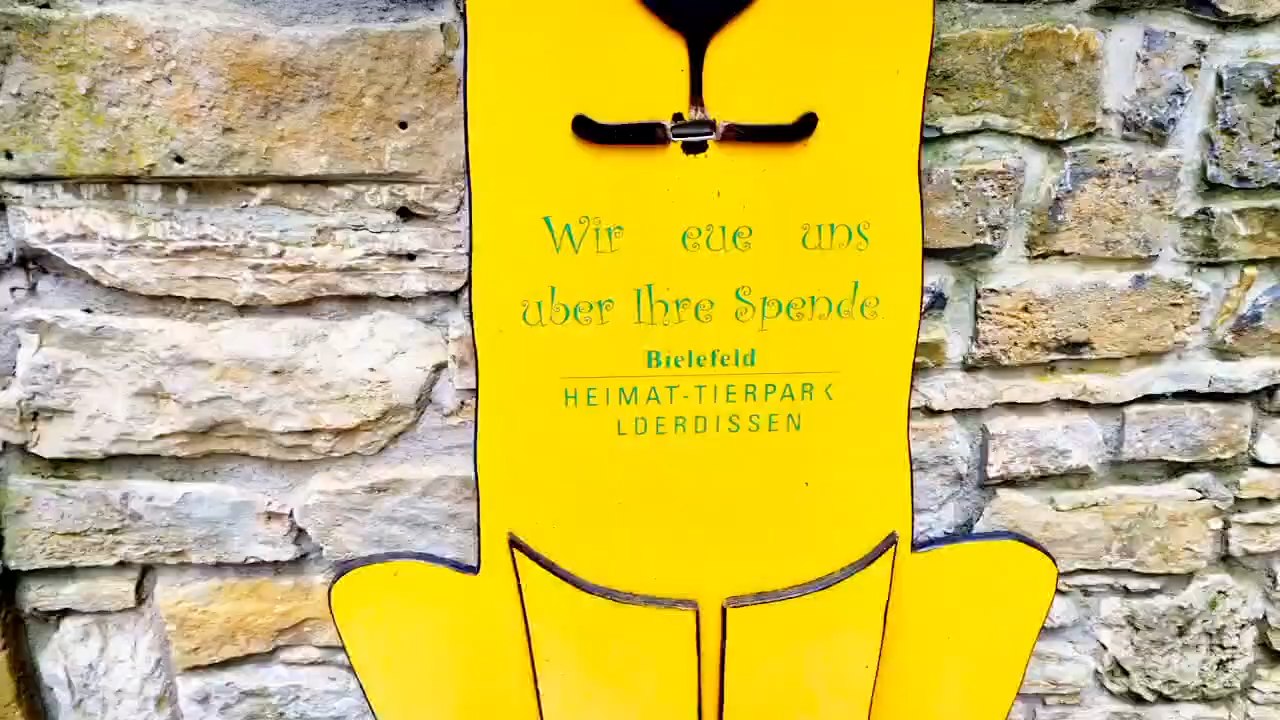 Wir eue uns
uber Ihre Spende
Bielefeld
HEIMAT-TIERPARK
LDERDISSEN